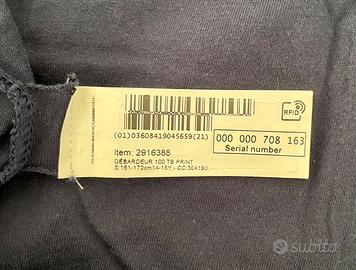 RFID
(01)03608419045659(21)
000 000 708 163
Serial number
Item: 2916388
DÉBARDEUR 100 TB PRINT
S:161-172cm14-15Y - CC:304190
subito